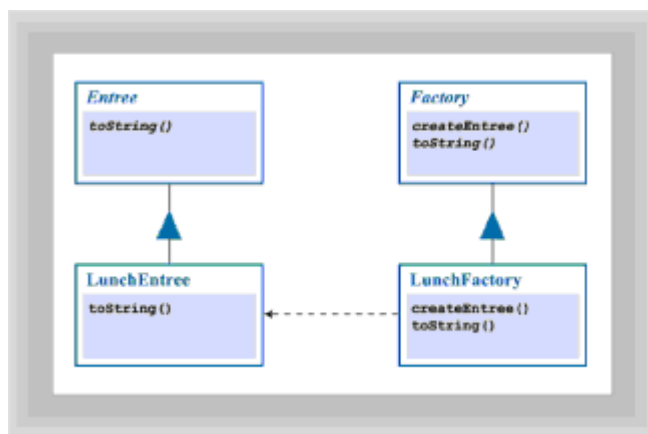 Entree
toString()
Factory
createEntree()
toString()
LunchEntree
toString()
LunchFactory
createEntree()
toString()